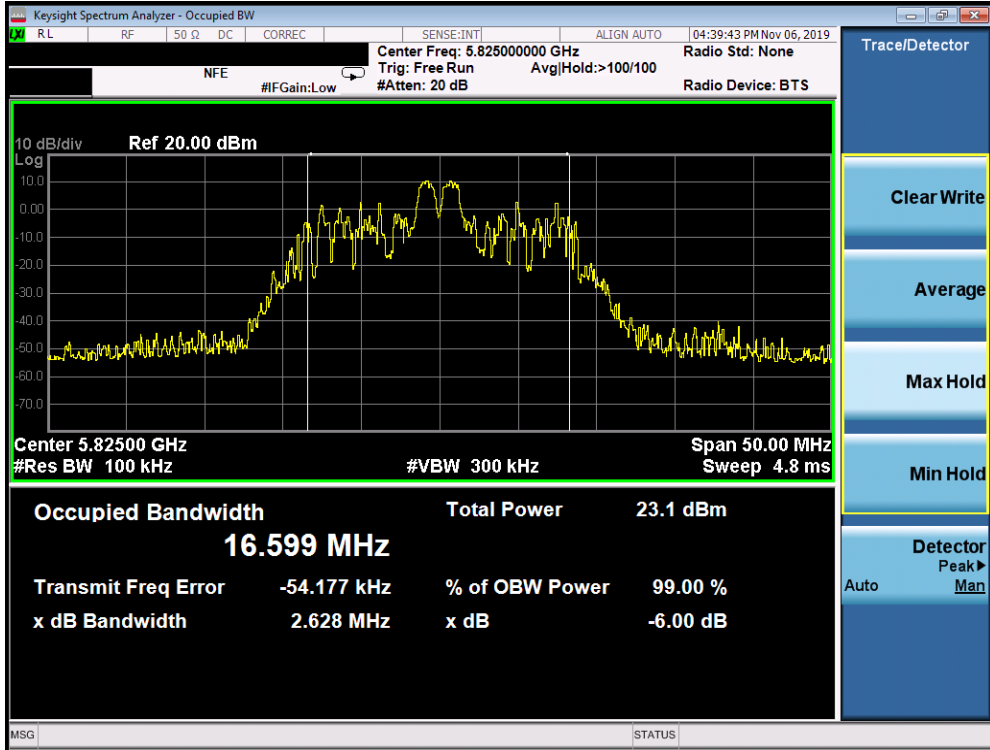 Keysight Spectrum Analyzer - Occupied BW
LXI RL RF 50 Ω DC CORREC SENSE:INT ALIGN AUTO 04:39:43 PM Nov 06, 2019
Center Freq: 5.825000000 GHz Radio Std: None
NFE Trig: Free Run Avg|Hold:>100/100
#IFGain:Low #Atten: 20 dB Radio Device: BTS
10 dB/div Ref 20.00 dBm
Log
10.0
0.00
-10.0
-20.0
-30.0
-40.0
-50.0
-60.0
-70.0
Center 5.82500 GHz Span 50.00 MHz
#Res BW 100 kHz #VBW 300 kHz Sweep 4.8 ms
Occupied Bandwidth Total Power 23.1 dBm
16.599 MHz
Transmit Freq Error -54.177 kHz % of OBW Power 99.00 %
x dB Bandwidth 2.628 MHz x dB -6.00 dB
Trace/Detector
Clear Write
Average
Max Hold
Min Hold
Detector
Peak▶
Auto Man
MSG STATUS